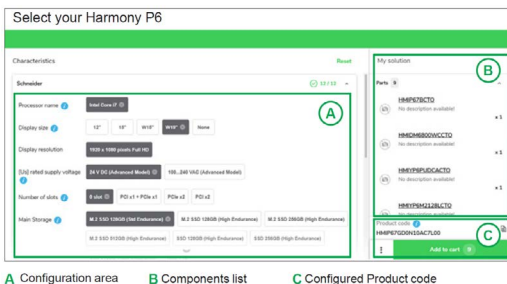 Select your Harmony P6
Characteristics
Reset
My solution
Schneider
12 / 12
Parts 9
B
Processor name
Intel Core i7
A
HMIP67BCTO
No description available!
x 1
Display size
12"
15"
W15"
W19"
None
HMIDM6800WCCTO
No description available!
x 1
Display resolution
1920 x 1080 pixels Full HD
[Us] rated supply voltage
24 V DC (Advanced Model)
100...240 VAC (Advanced Model)
HMIYP6PUDCACTO
No description available!
x 1
Number of slots
0 slot
PCI x1 + PCIe x1
PCIe x2
PCI x2
HMIYP6M2128LCTO
No description available!
x 1
Main Storage
M.2 SSD 128GB (Std Endurance)
M.2 SSD 128GB (High Endurance)
M.2 SSD 256GB (High Endurance)
Product code
HMIP67GD0N10AC7L00
C
M.2 SSD 512GB (High Endurance)
SSD 128GB (High Endurance)
SSD 256GB (High Endurance)
Add to cart 9
A Configuration area
B Components list
C Configured Product code